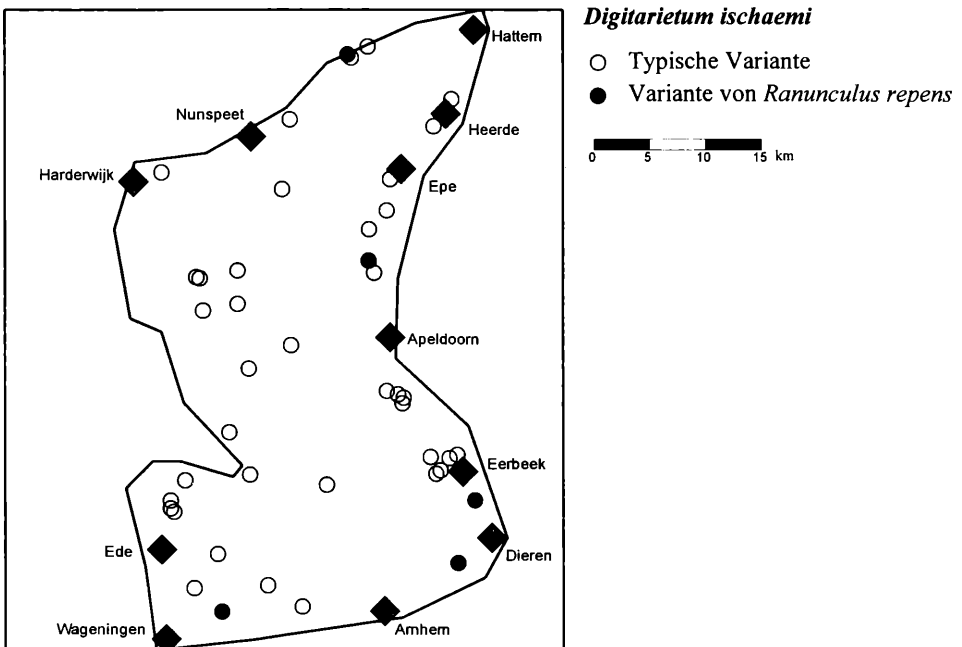 Digitarietum ischaemi
Typische Variante
Variante von Ranunculus repens
0 5 10 15 km
Hattem
Nunspeet
Heerde
Harderwijk
Epe
Apeldoorn
Eerbeek
Ede
Dieren
Wageningen
Arnhem